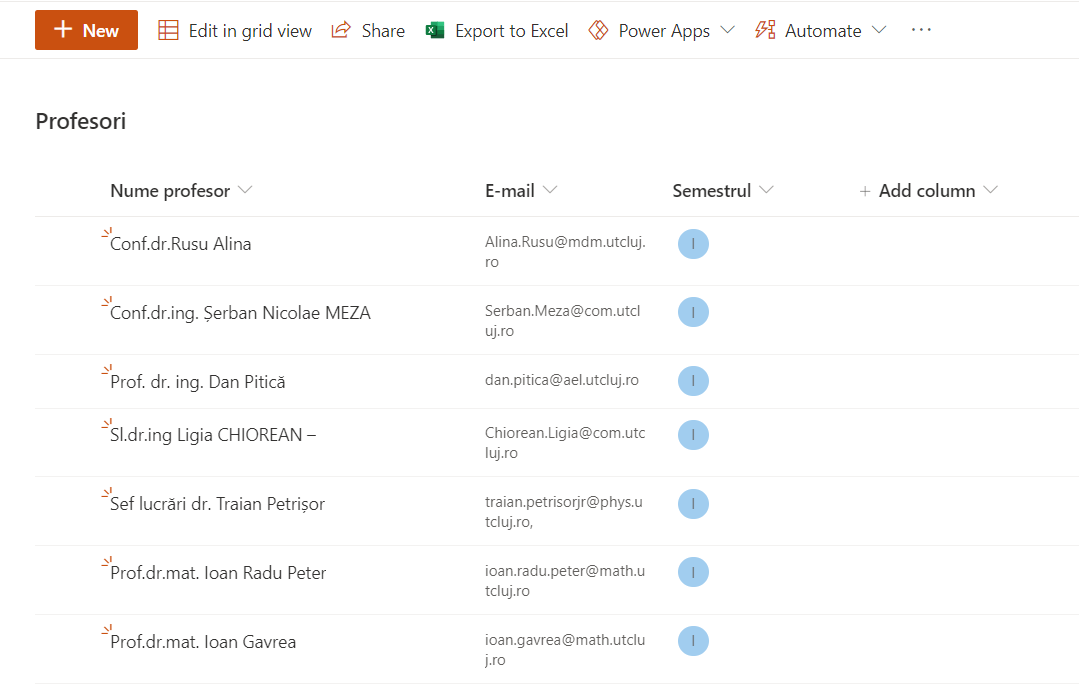 New Edit in grid view Share Export to Excel Power Apps Automate ...
Profesori
Nume profesor E-mail Semestrul + Add column
Conf.dr.Rusu Alina
Alina.Rusu@mdm.utcluj.
ro
I
Conf.dr.ing. Șerban Nicolae MEZA
Serban.Meza@com.utcl
uj.ro
I
Prof. dr. ing. Dan Pitică
dan.pitica@ael.utcluj.ro
I
Sl.dr.ing Ligia CHIOREAN –
Chiorean.Ligia@com.utc
luj.ro
I
Sef lucrări dr. Traian Petrișor
traian.petrisorjr@phys.u
tcluj.ro,
I
Prof.dr.mat. Ioan Radu Peter
ioan.radu.peter@math.u
tcluj.ro
I
Prof.dr.mat. Ioan Gavrea
ioan.gavrea@math.utclu
j.ro
I